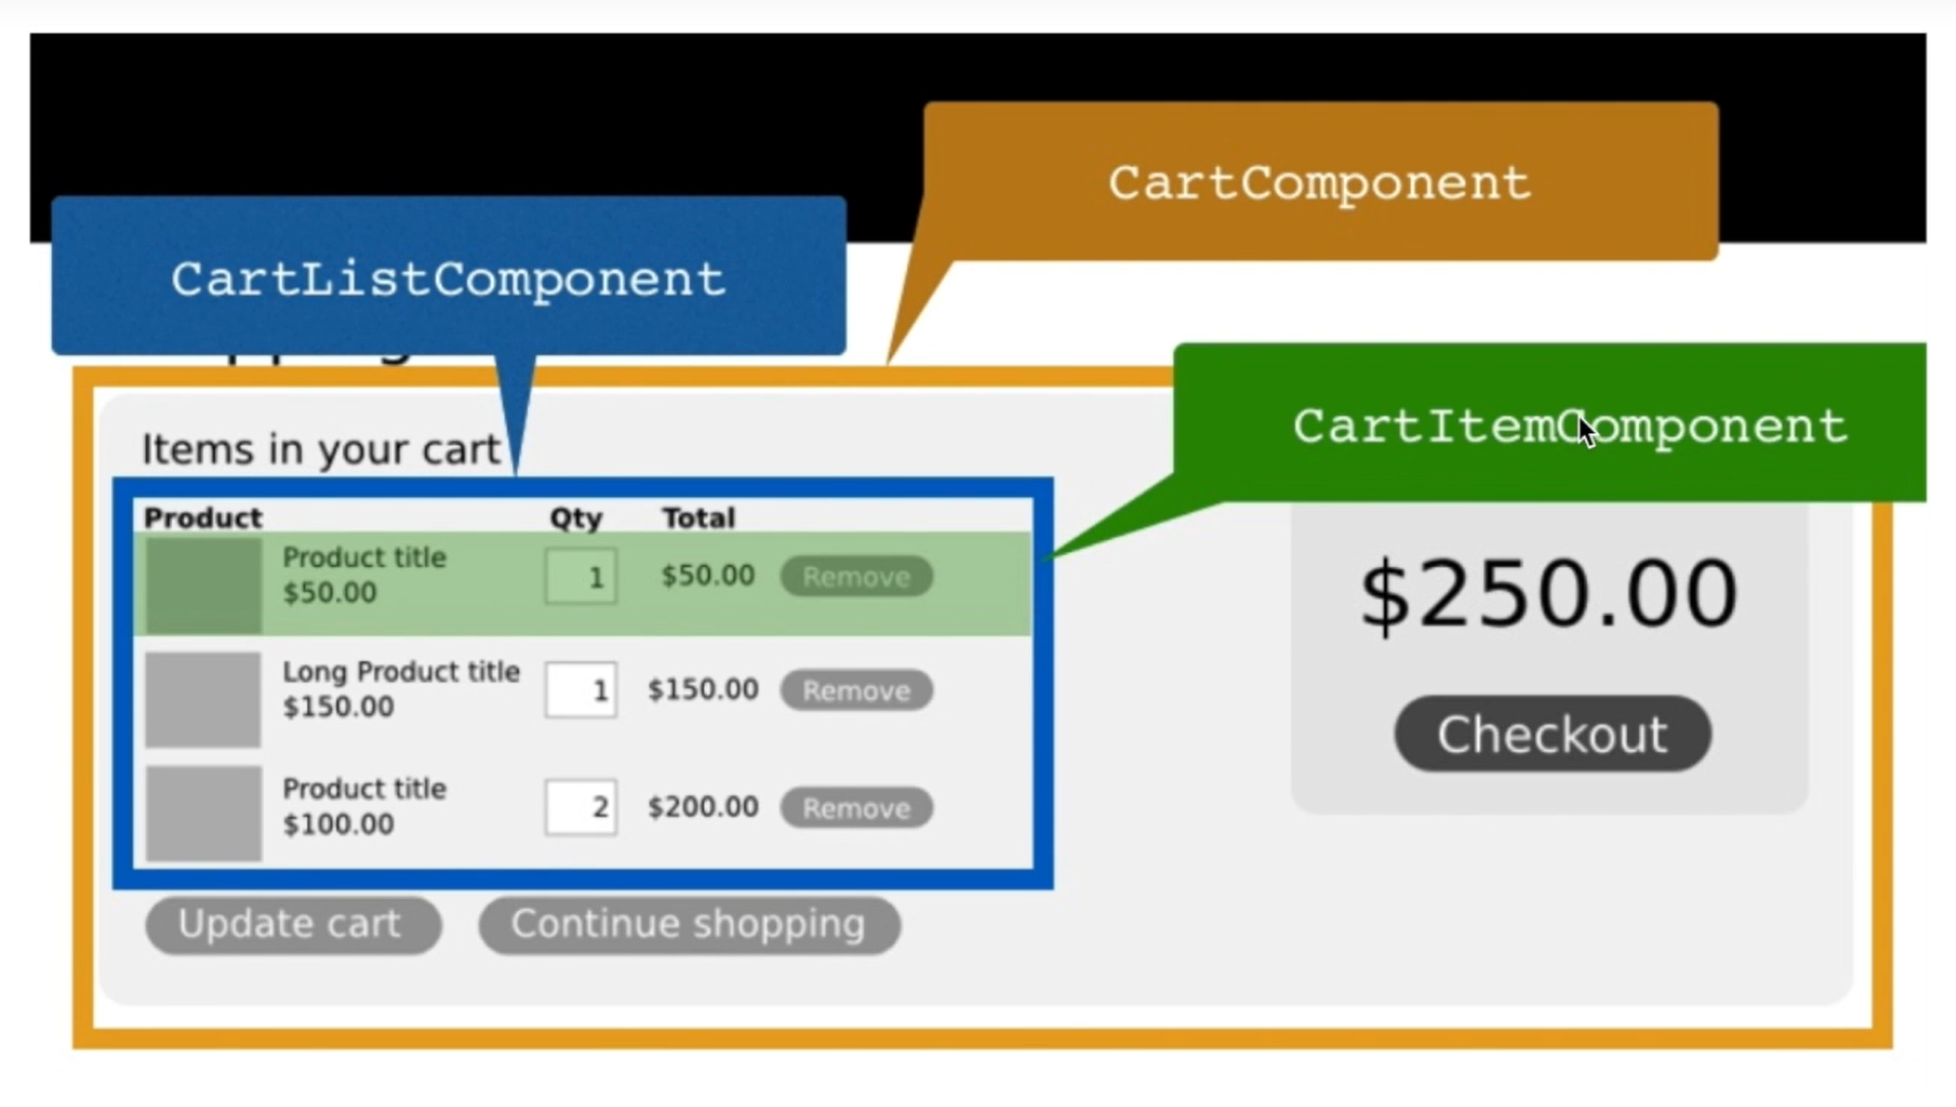 CartComponent
CartListComponent
CartItemComponent
Items in your cart
Product Qty Total
Product title
$50.00
1 $50.00 Remove
Long Product title
$150.00
1 $150.00 Remove
Product title
$100.00
2 $200.00 Remove
Update cart Continue shopping
$250.00
Checkout